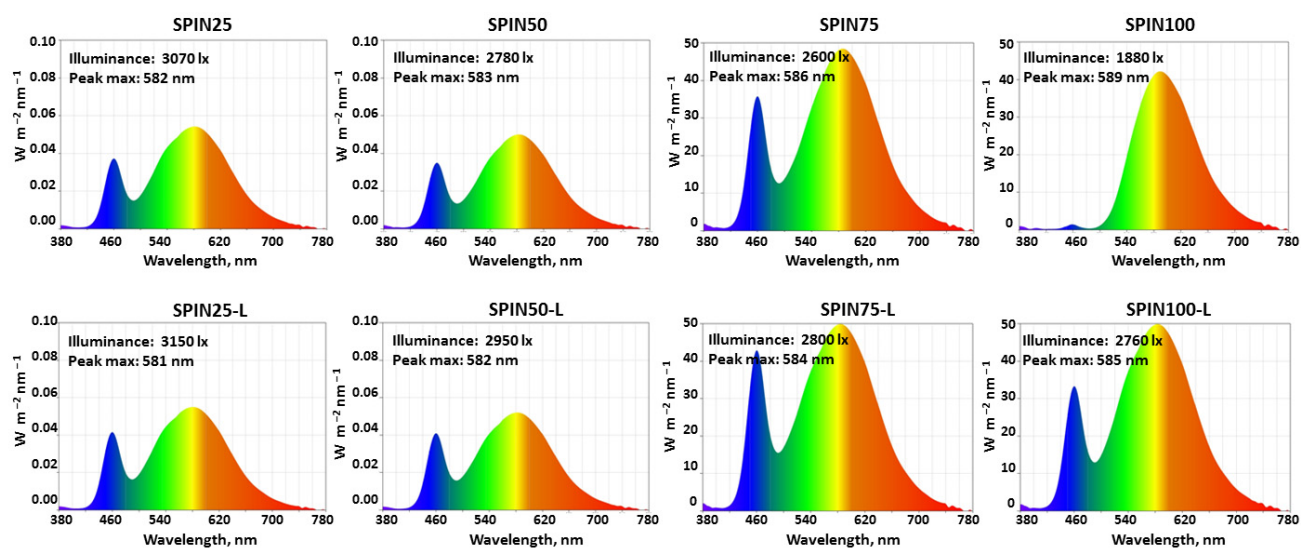 SPIN25
Illuminance: 3070 lx
Peak max: 582 nm
W m⁻² nm⁻¹
0.10
0.08
0.06
0.04
0.02
0.00
380 460 540 620 700 780
Wavelength, nm
SPIN50
Illuminance: 2780 lx
Peak max: 583 nm
W m⁻² nm⁻¹
0.10
0.08
0.06
0.04
0.02
0.00
380 460 540 620 700 780
Wavelength, nm
SPIN75
Illuminance: 2600 lx
Peak max: 586 nm
W m⁻² nm⁻¹
50
40
30
20
10
0
380 460 540 620 700 780
Wavelength, nm
SPIN100
Illuminance: 1880 lx
Peak max: 589 nm
W m⁻² nm⁻¹
50
40
30
20
10
0
380 460 540 620 700 780
Wavelength, nm
SPIN25-L
Illuminance: 3150 lx
Peak max: 581 nm
W m⁻² nm⁻¹
0.10
0.08
0.06
0.04
0.02
0.00
380 460 540 620 700 780
Wavelength, nm
SPIN50-L
Illuminance: 2950 lx
Peak max: 582 nm
W m⁻² nm⁻¹
0.10
0.08
0.06
0.04
0.02
0.00
380 460 540 620 700 780
Wavelength, nm
SPIN75-L
Illuminance: 2800 lx
Peak max: 584 nm
W m⁻² nm⁻¹
50
40
30
20
10
0
380 460 540 620 700 780
Wavelength, nm
SPIN100-L
Illuminance: 2760 lx
Peak max: 585 nm
W m⁻² nm⁻¹
50
40
30
20
10
0
380 460 540 620 700 780
Wavelength, nm